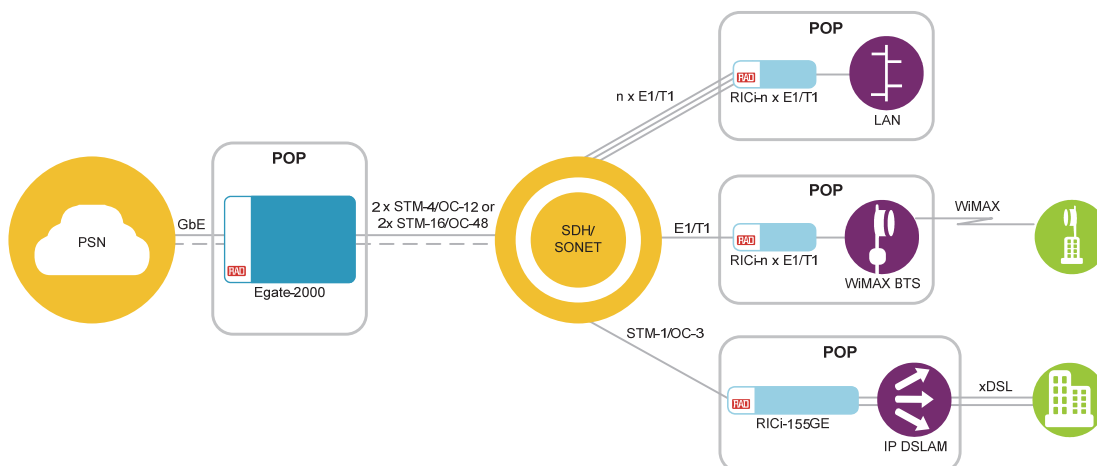 PSN
GbE
POP
RAD
Egate-2000
2 x STM-4/OC-12 or
2x STM-16/OC-48
SDH/
SONET
n x E1/T1
POP
RAD
RICi-n x E1/T1
LAN
E1/T1
POP
RAD
RICi-n x E1/T1
WiMAX BTS
WiMAX
STM-1/OC-3
POP
RAD
RICi-155GE
IP DSLAM
xDSL